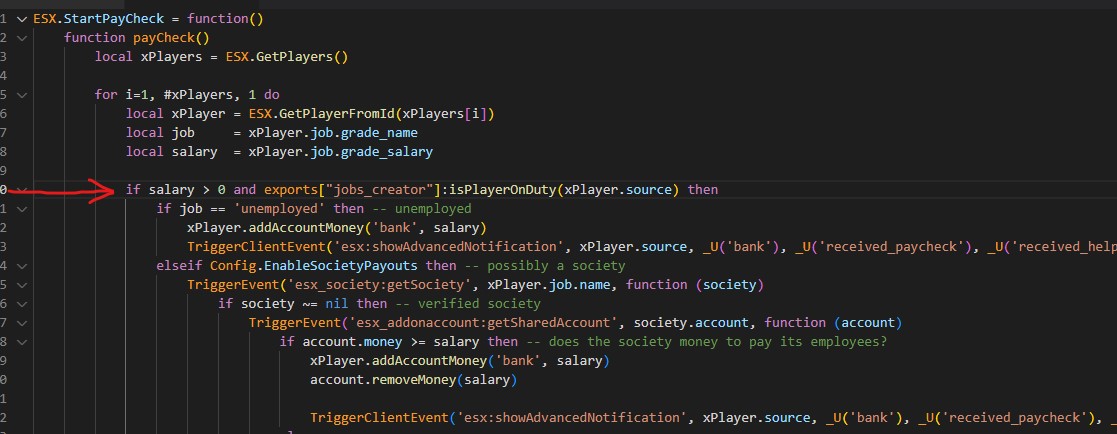 1 ESX.StartPayCheck = function()
2 function payCheck()
3 local xPlayers = ESX.GetPlayers()
4
5 for i=1, #xPlayers, 1 do
6 local xPlayer = ESX.GetPlayerFromId(xPlayers[i])
7 local job     = xPlayer.job.grade_name
8 local salary  = xPlayer.job.grade_salary
9
0 if salary > 0 and exports["jobs_creator"]:isPlayerOnDuty(xPlayer.source) then
1 if job == 'unemployed' then -- unemployed
2 xPlayer.addAccountMoney('bank', salary)
3 TriggerClientEvent('esx:showAdvancedNotification', xPlayer.source, _U('bank'), _U('received_paycheck'), _U('received_help
4 elseif Config.EnableSocietyPayouts then -- possibly a society
5 TriggerEvent('esx_society:getSociety', xPlayer.job.name, function (society)
6 if society ~= nil then -- verified society
7 TriggerEvent('esx_addonaccount:getSharedAccount', society.account, function (account)
8 if account.money >= salary then -- does the society money to pay its employees?
9 xPlayer.addAccountMoney('bank', salary)
0 account.removeMoney(salary)
1
2 TriggerClientEvent('esx:showAdvancedNotification', xPlayer.source, _U('bank'), _U('received_paycheck'),